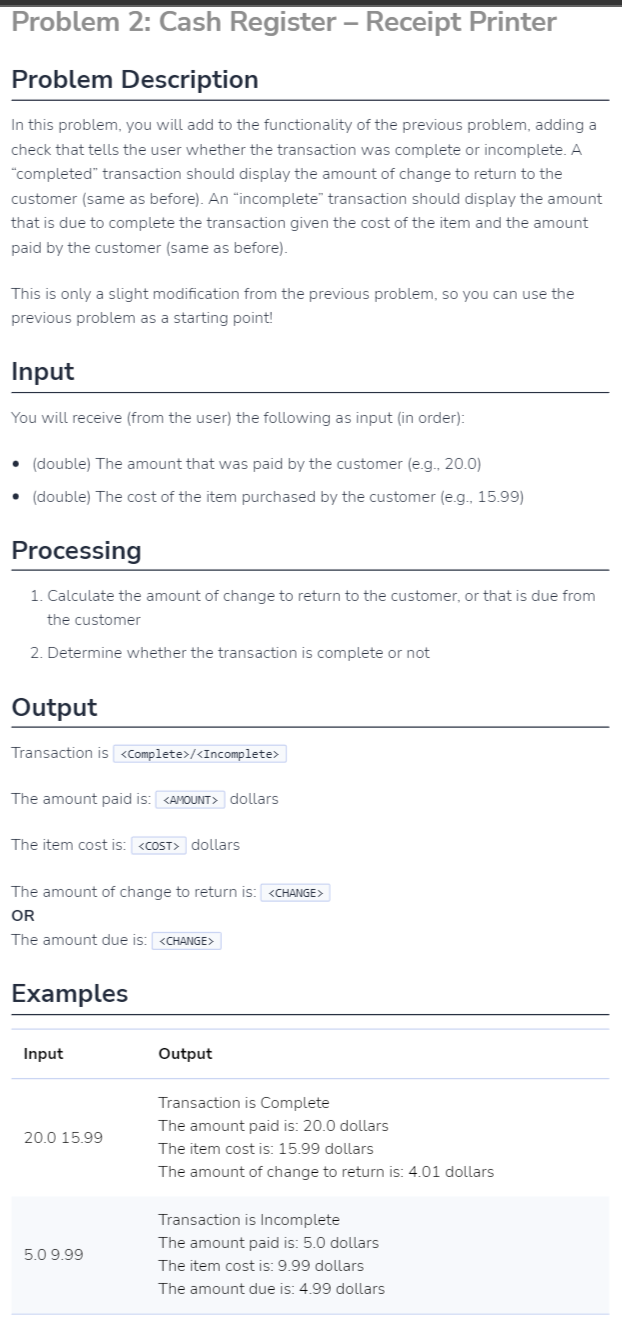 Problem 2: Cash Register – Receipt Printer
Problem Description
In this problem, you will add to the functionality of the previous problem, adding a
check that tells the user whether the transaction was complete or incomplete. A
“completed” transaction should display the amount of change to return to the
customer (same as before). An “incomplete” transaction should display the amount
that is due to complete the transaction given the cost of the item and the amount
paid by the customer (same as before).
This is only a slight modification from the previous problem, so you can use the
previous problem as a starting point!
Input
You will receive (from the user) the following as input (in order):
• (double) The amount that was paid by the customer (e.g., 20.0)
• (double) The cost of the item purchased by the customer (e.g., 15.99)
Processing
1. Calculate the amount of change to return to the customer, or that is due from
the customer
2. Determine whether the transaction is complete or not
Output
Transaction is <Complete>/<Incomplete>
The amount paid is: <AMOUNT> dollars
The item cost is: <COST> dollars
The amount of change to return is: <CHANGE>
OR
The amount due is: <CHANGE>
Examples
Input Output
20.0 15.99
Transaction is Complete
The amount paid is: 20.0 dollars
The item cost is: 15.99 dollars
The amount of change to return is: 4.01 dollars
5.0 9.99
Transaction is Incomplete
The amount paid is: 5.0 dollars
The item cost is: 9.99 dollars
The amount due is: 4.99 dollars